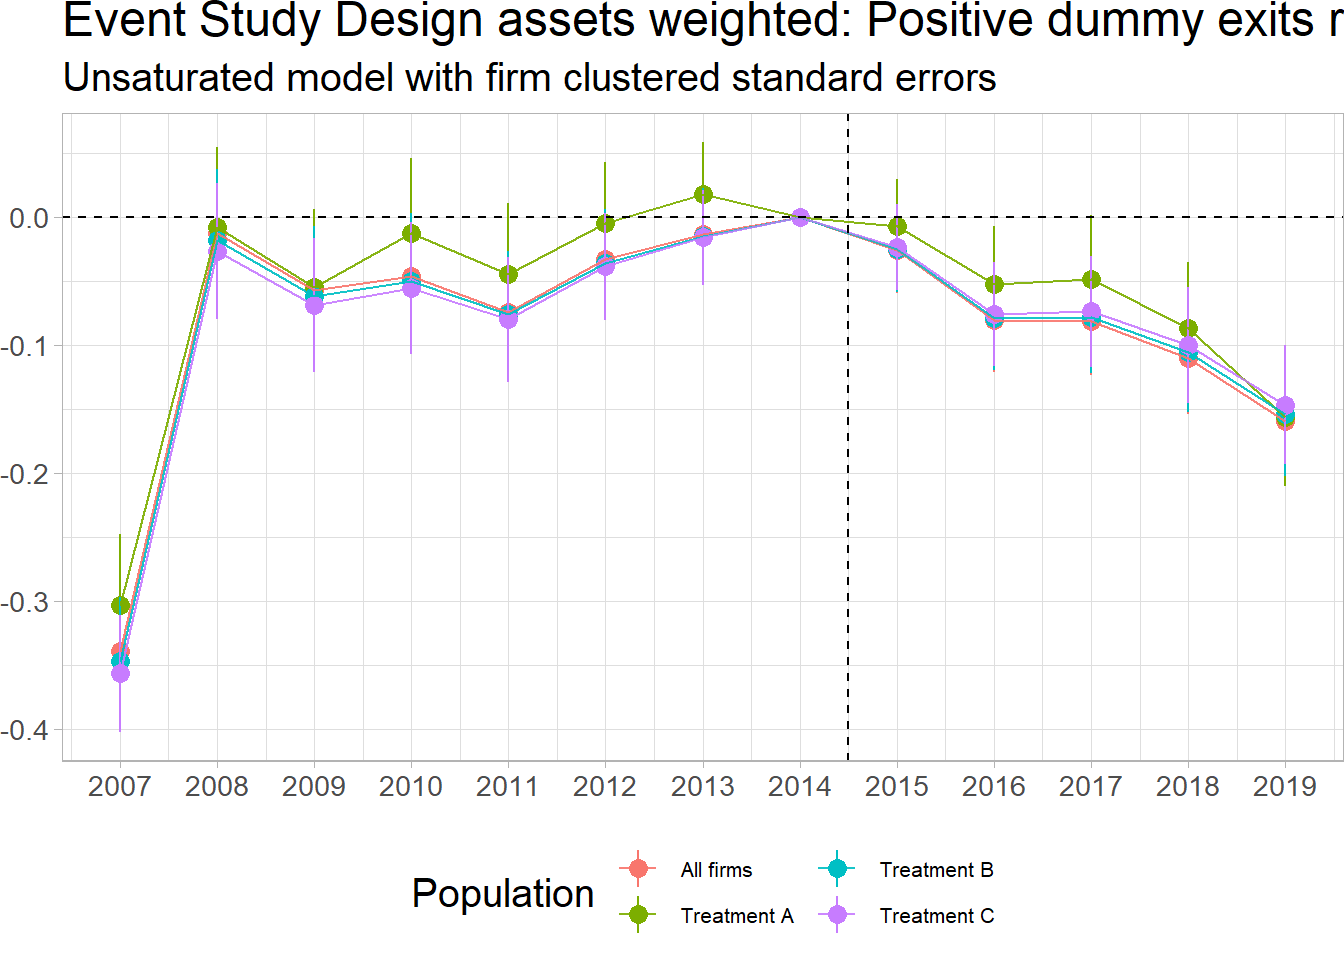 Event Study Design assets weighted: Positive dummy exits
Unsaturated model with firm clustered standard errors
0.0
-0.1
-0.2
-0.3
-0.4
2007 2008 2009 2010 2011 2012 2013 2014 2015 2016 2017 2018 2019
Population
All firms Treatment B
Treatment A Treatment C